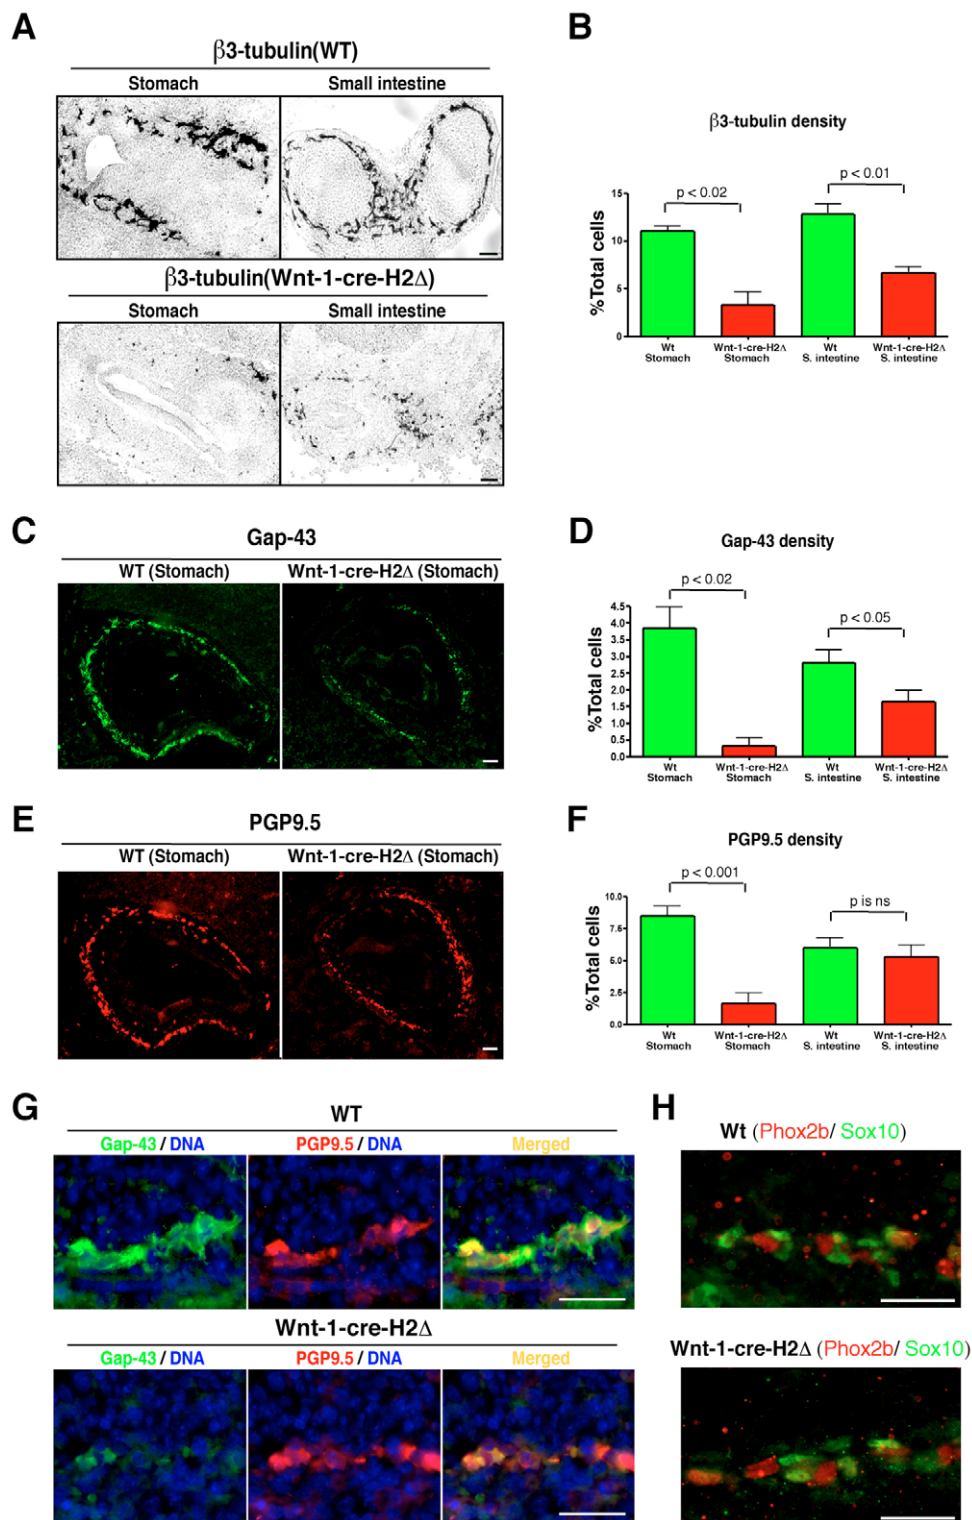 A
β3-tubulin(WT)
Stomach
Small intestine
β3-tubulin(Wnt-1-cre-H2Δ)
Stomach
Small intestine
B
β3-tubulin density
p < 0.02
p < 0.01
%Total cells
15
10
5
0
Wt
Stomach
Wnt-1-cre-H2Δ
Stomach
Wt
S. intestine
Wnt-1-cre-H2Δ
S. intestine
C
Gap-43
WT (Stomach)
Wnt-1-cre-H2Δ (Stomach)
D
Gap-43 density
p < 0.02
p < 0.05
%Total cells
4.5
4.0
3.5
3.0
2.5
2.0
1.5
1.0
0.5
0.0
Wt
Stomach
Wnt-1-cre-H2Δ
Stomach
Wt
S. intestine
Wnt-1-cre-H2Δ
S. intestine
E
PGP9.5
WT (Stomach)
Wnt-1-cre-H2Δ (Stomach)
F
PGP9.5 density
p < 0.001
p is ns
%Total cells
10.0
7.5
5.0
2.5
0.0
Wt
Stomach
Wnt-1-cre-H2Δ
Stomach
Wt
S. intestine
Wnt-1-cre-H2Δ
S. intestine
G
WT
Gap-43 / DNA
PGP9.5 / DNA
Merged
Wnt-1-cre-H2Δ
Gap-43 / DNA
PGP9.5 / DNA
Merged
H
Wt (Phox2b/ Sox10)
Wnt-1-cre-H2Δ (Phox2b/ Sox10)